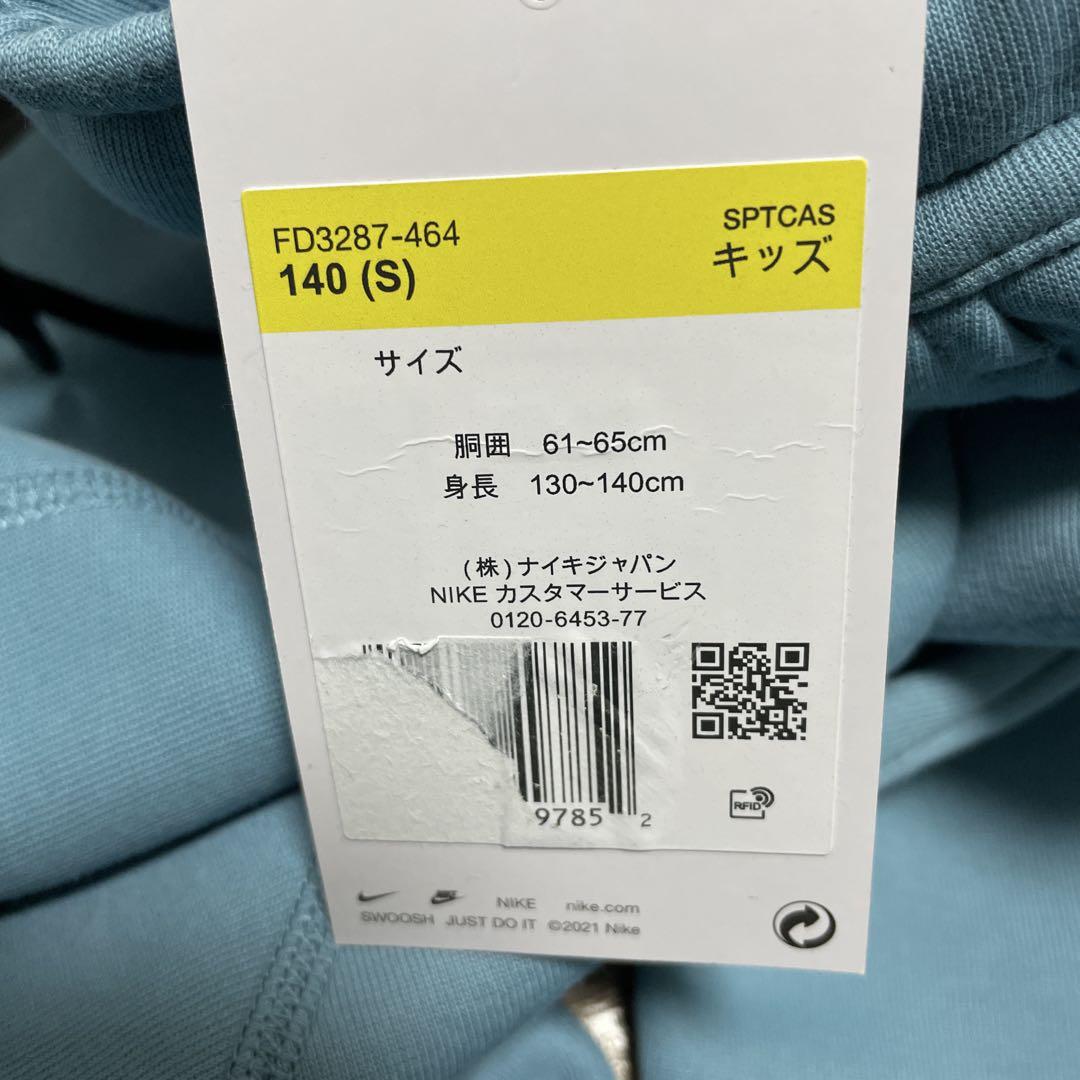 FD3287-464
140 (S)
SPTCAS
キッズ
サイズ
胴囲 61~65cm
身長 130~140cm
(株)ナイキジャパン
NIKE カスタマーサービス
0120-6453-77
9785 2
RFID
NIKE nike.com
SWOOSH JUST DO IT ©2021 Nike